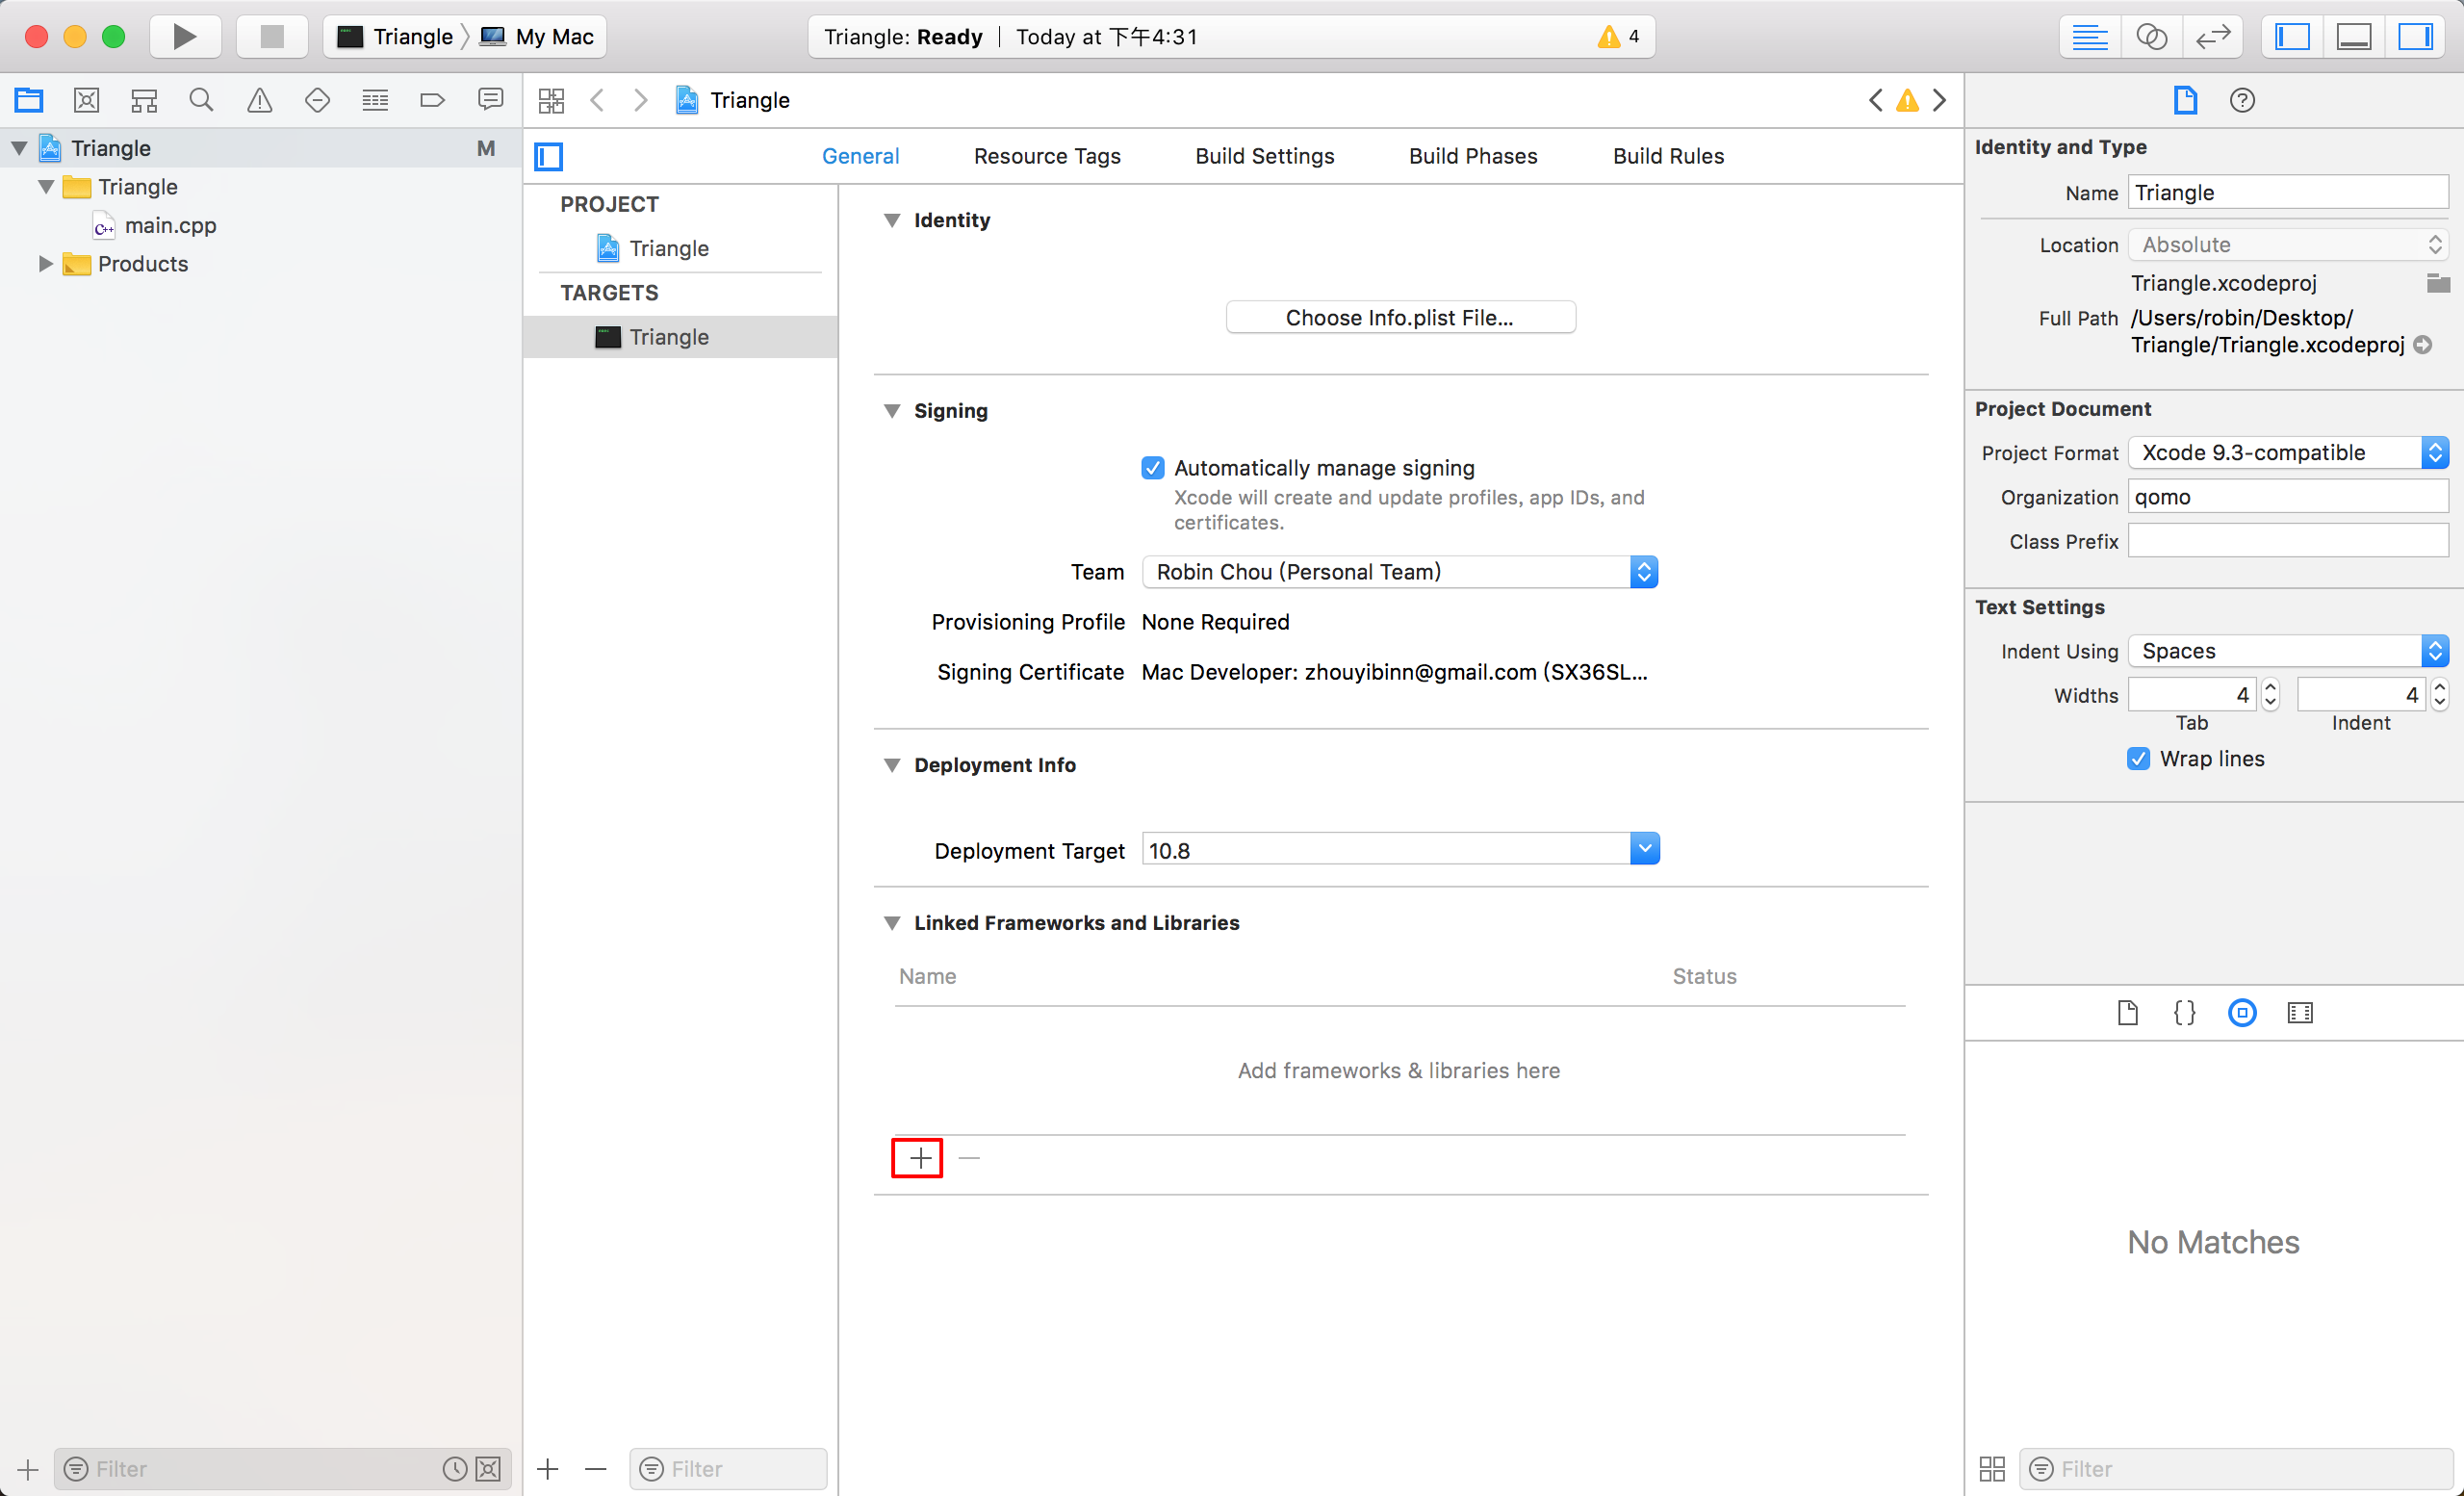 Triangle
My Mac
Triangle: Ready
Today at 下午4:31
4
Triangle
Triangle
M
Triangle
main.cpp
Products
General
Resource Tags
Build Settings
Build Phases
Build Rules
PROJECT
Triangle
TARGETS
Triangle
Identity
Choose Info.plist File...
Signing
Automatically manage signing
Xcode will create and update profiles, app IDs, and
certificates.
Team
Robin Chou (Personal Team)
Provisioning Profile
None Required
Signing Certificate
Mac Developer: zhouyibinn@gmail.com (SX36SL...
Deployment Info
Deployment Target
10.8
Linked Frameworks and Libraries
Name
Status
Add frameworks & libraries here
Identity and Type
Name
Triangle
Location
Absolute
Triangle.xcodeproj
Full Path
/Users/robin/Desktop/
Triangle/Triangle.xcodeproj
Project Document
Project Format
Xcode 9.3-compatible
Organization
qomo
Class Prefix
Text Settings
Indent Using
Spaces
Widths
4
4
Tab
Indent
Wrap lines
{}
No Matches
Filter
Filter
Filter